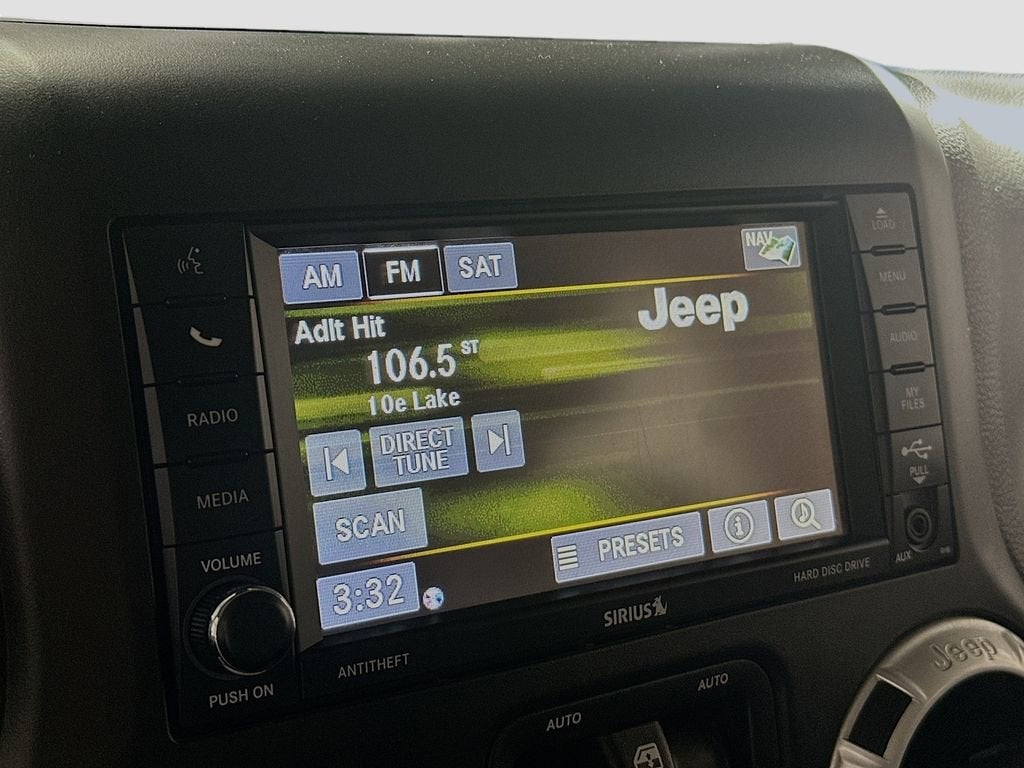 AM
FM
SAT
NAV
Adlt Hit
Jeep
106.5 ST
10e Lake
DIRECT
TUNE
SCAN
PRESETS
3:32
RADIO
MEDIA
VOLUME
PUSH ON
ANTITHEFT
SIRIUS
HARD DISC DRIVE
LOAD
MENU
AUDIO
MY
FILES
PULL
AUX
AUTO
AUTO
Jeep